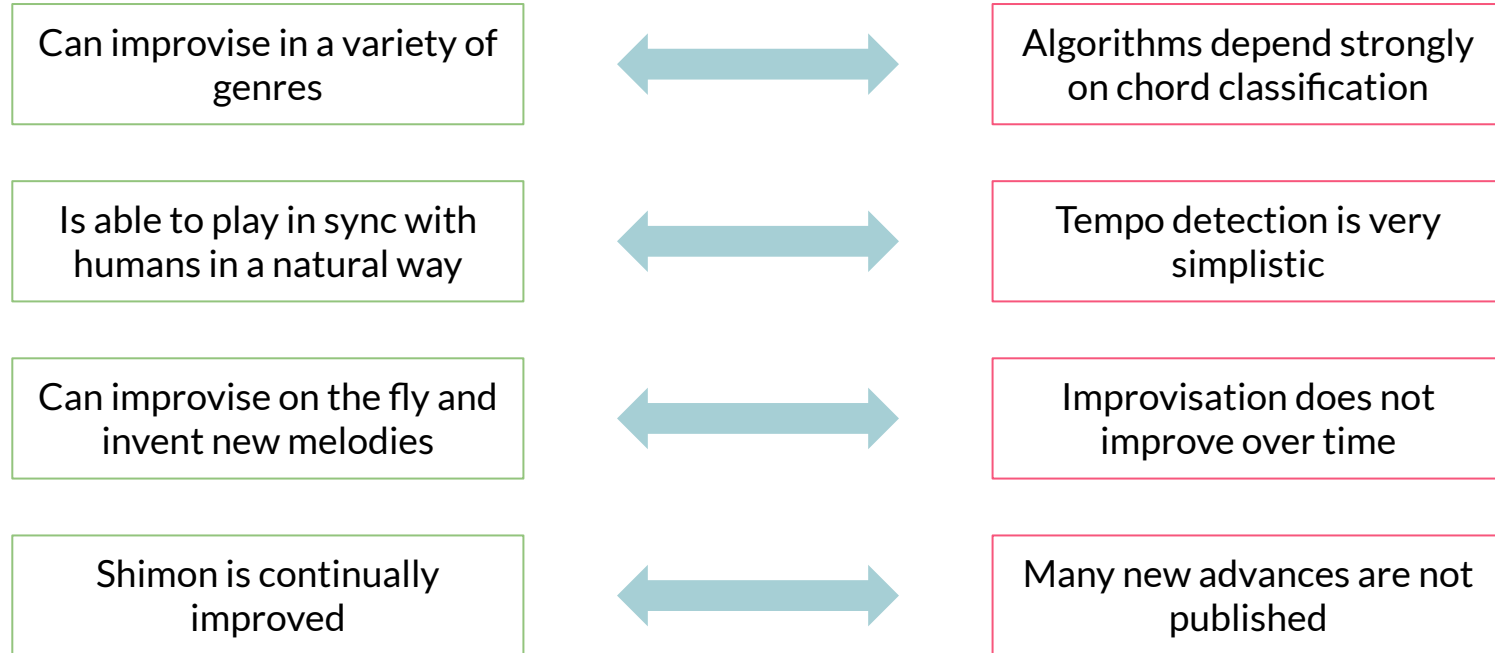 Can improvise in a variety of
genres
Algorithms depend strongly
on chord classification
Is able to play in sync with
humans in a natural way
Tempo detection is very
simplistic
Can improvise on the fly and
invent new melodies
Improvisation does not
improve over time
Shimon is continually
improved
Many new advances are not
published